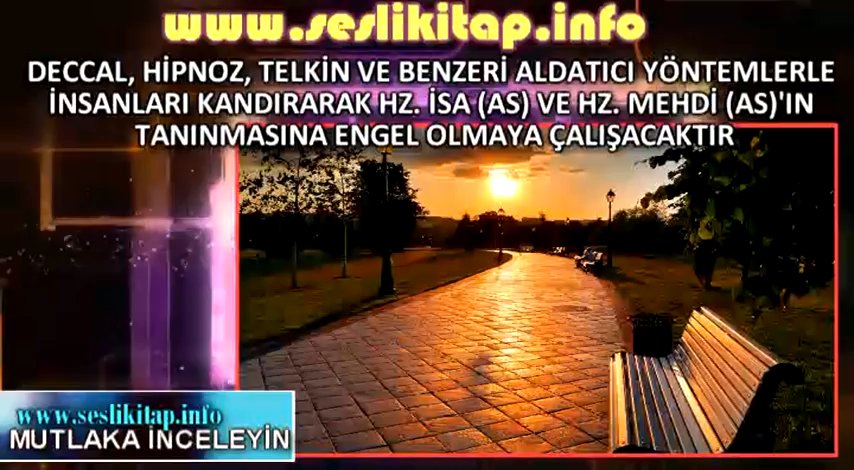 www.seslikitap.info
DECCAL, HİPNOZ, TELKİN VE BENZERİ ALDATICI YÖNTEMLERLE
İNSANLARI KANDIRARAK HZ. İSA (AS) VE HZ. MEHDİ (AS)'IN
TANINMASINA ENGEL OLMAYA ÇALIŞACAKTIR
www.seslikitap.info
MUTLAKA İNCELEYİN